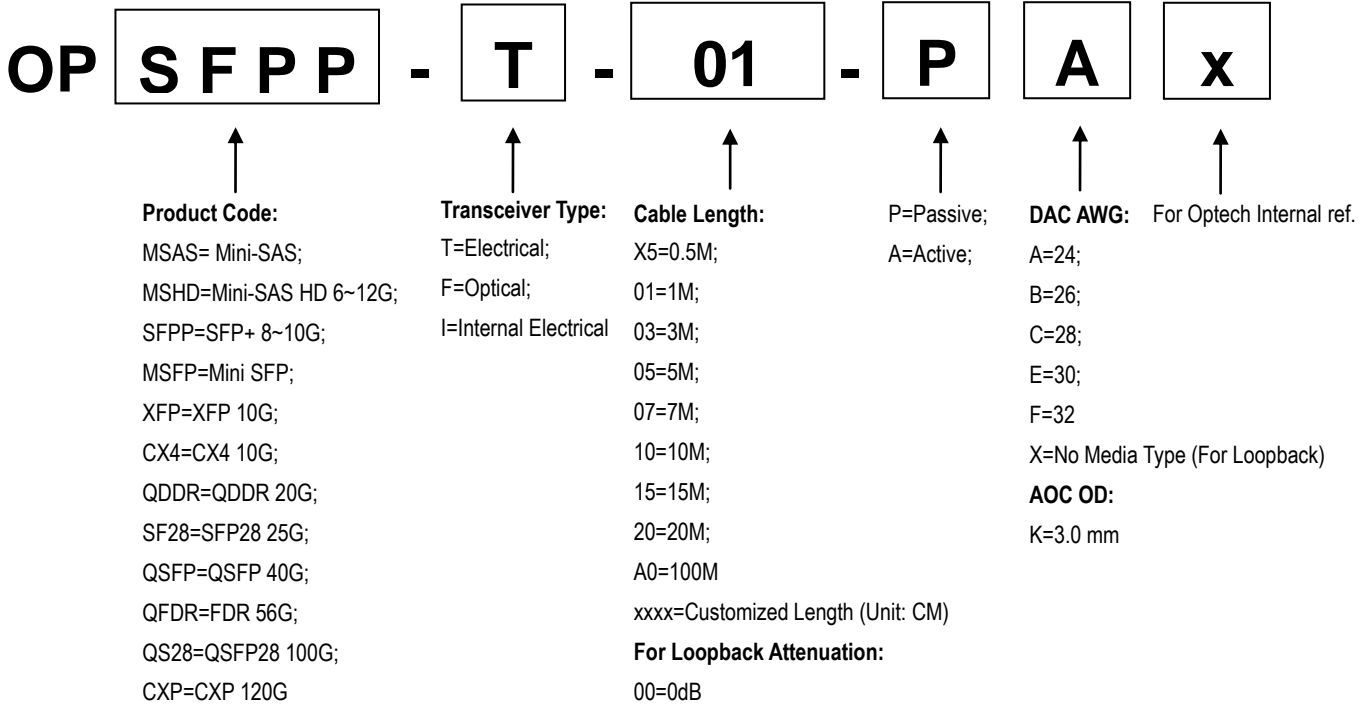 OP S F P P - T - 01 - P A x
Product Code:
MSAS= Mini-SAS;
MSHD=Mini-SAS HD 6~12G;
SFPP=SFP+ 8~10G;
MSFP=Mini SFP;
XFP=XFP 10G;
CX4=CX4 10G;
QDDR=QDDR 20G;
SF28=SFP28 25G;
QSFP=QSFP 40G;
QFDR=FDR 56G;
QS28=QSFP28 100G;
CXP=CXP 120G
Transceiver Type:
T=Electrical;
F=Optical;
I=Internal Electrical
Cable Length:
X5=0.5M;
01=1M;
03=3M;
05=5M;
07=7M;
10=10M;
15=15M;
20=20M;
A0=100M
xxxx=Customized Length (Unit: CM)
For Loopback Attenuation:
00=0dB
P=Passive;
A=Active;
DAC AWG:
A=24;
B=26;
C=28;
E=30;
F=32
X=No Media Type (For Loopback)
AOC OD:
K=3.0 mm
For Optech Internal ref.